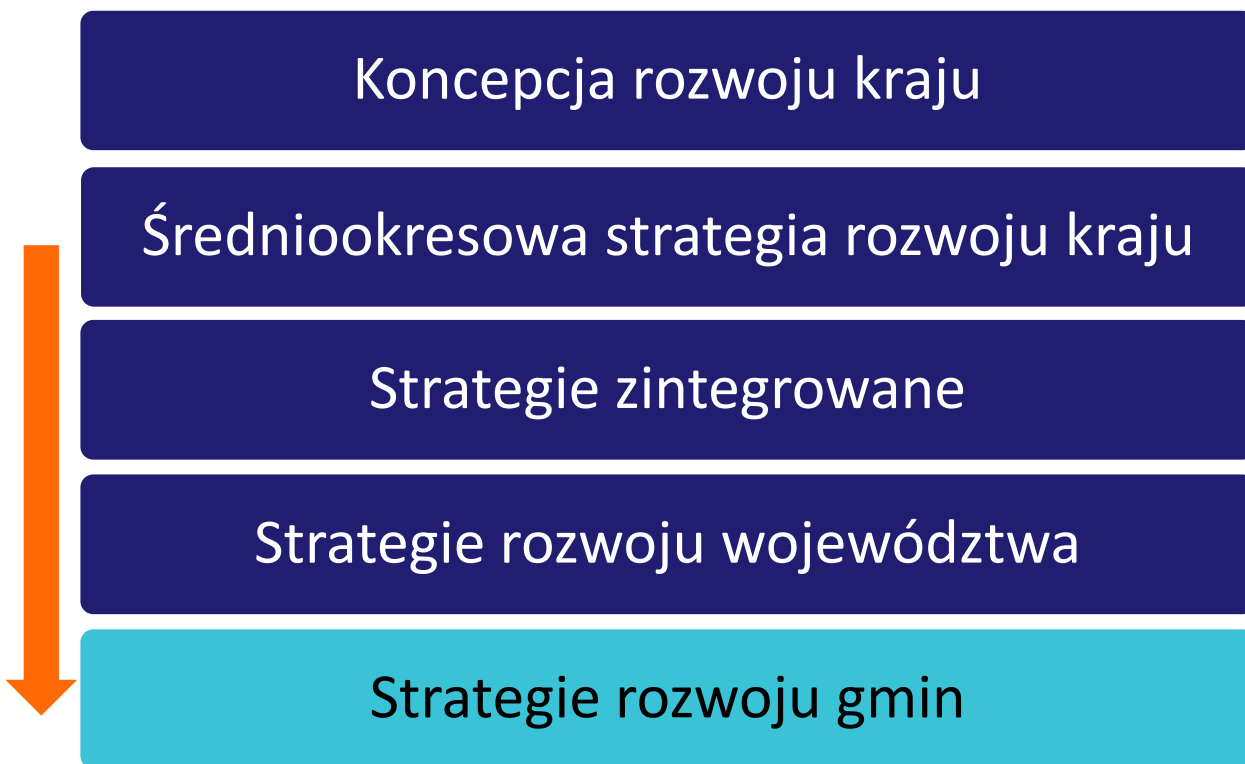 Koncepcja rozwoju kraju
Średniookresowa strategia rozwoju kraju
Strategie zintegrowane
Strategie rozwoju województwa
Strategie rozwoju gmin